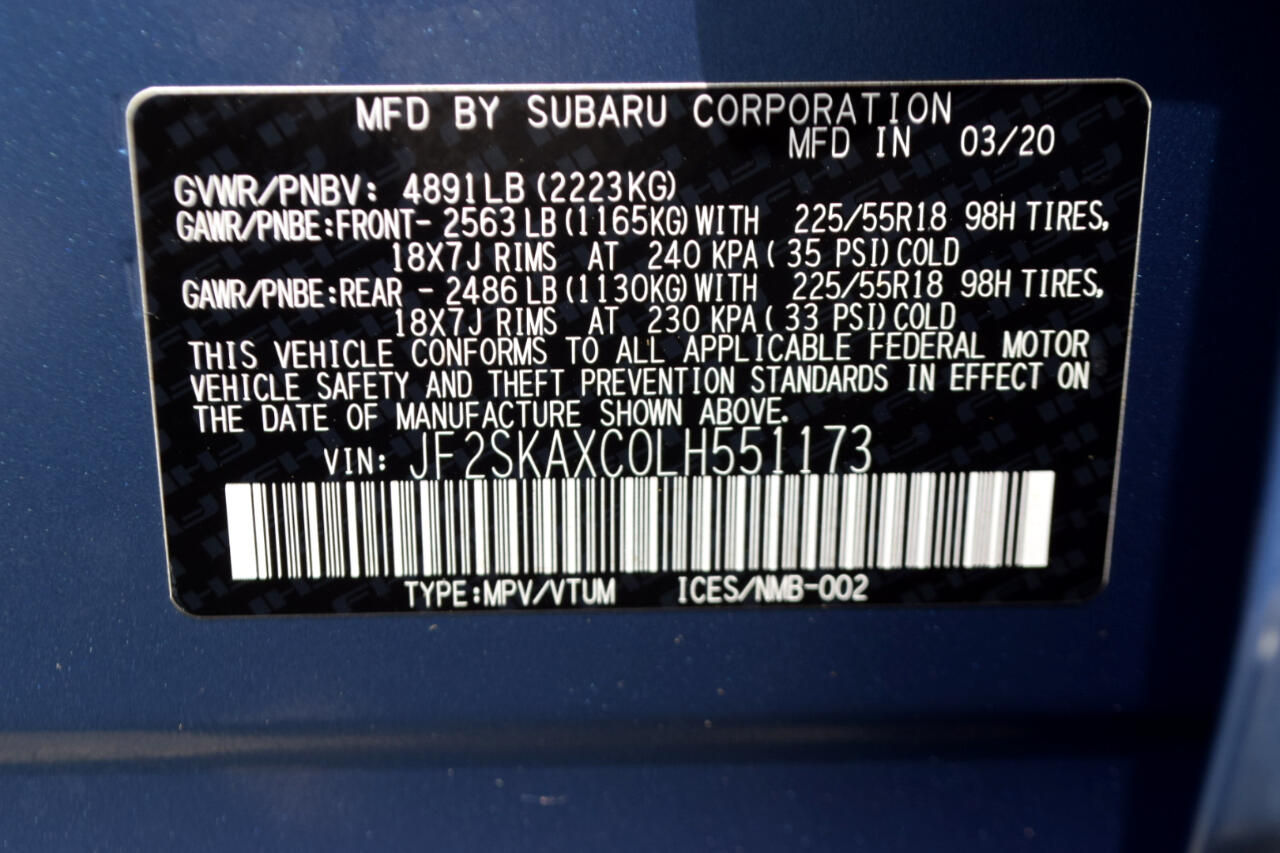 MFD BY SUBARU CORPORATION
MFD IN 03/20
GVWR/PNBV: 4891LB (2223KG)
GAWR/PNBE:FRONT- 2563 LB (1165KG) WITH 225/55R18 98H TIRES,
18X7J RIMS AT 240 KPA ( 35 PSI) COLD
GAWR/PNBE:REAR - 2486 LB (1130KG) WITH 225/55R18 98H TIRES,
18X7J RIMS AT 230 KPA ( 33 PSI) COLD
THIS VEHICLE CONFORMS TO ALL APPLICABLE FEDERAL MOTOR
VEHICLE SAFETY AND THEFT PREVENTION STANDARDS IN EFFECT ON
THE DATE OF MANUFACTURE SHOWN ABOVE.
VIN: JF2SKAXC0LH551173
TYPE:MPV/VTUM ICES/NMB-002